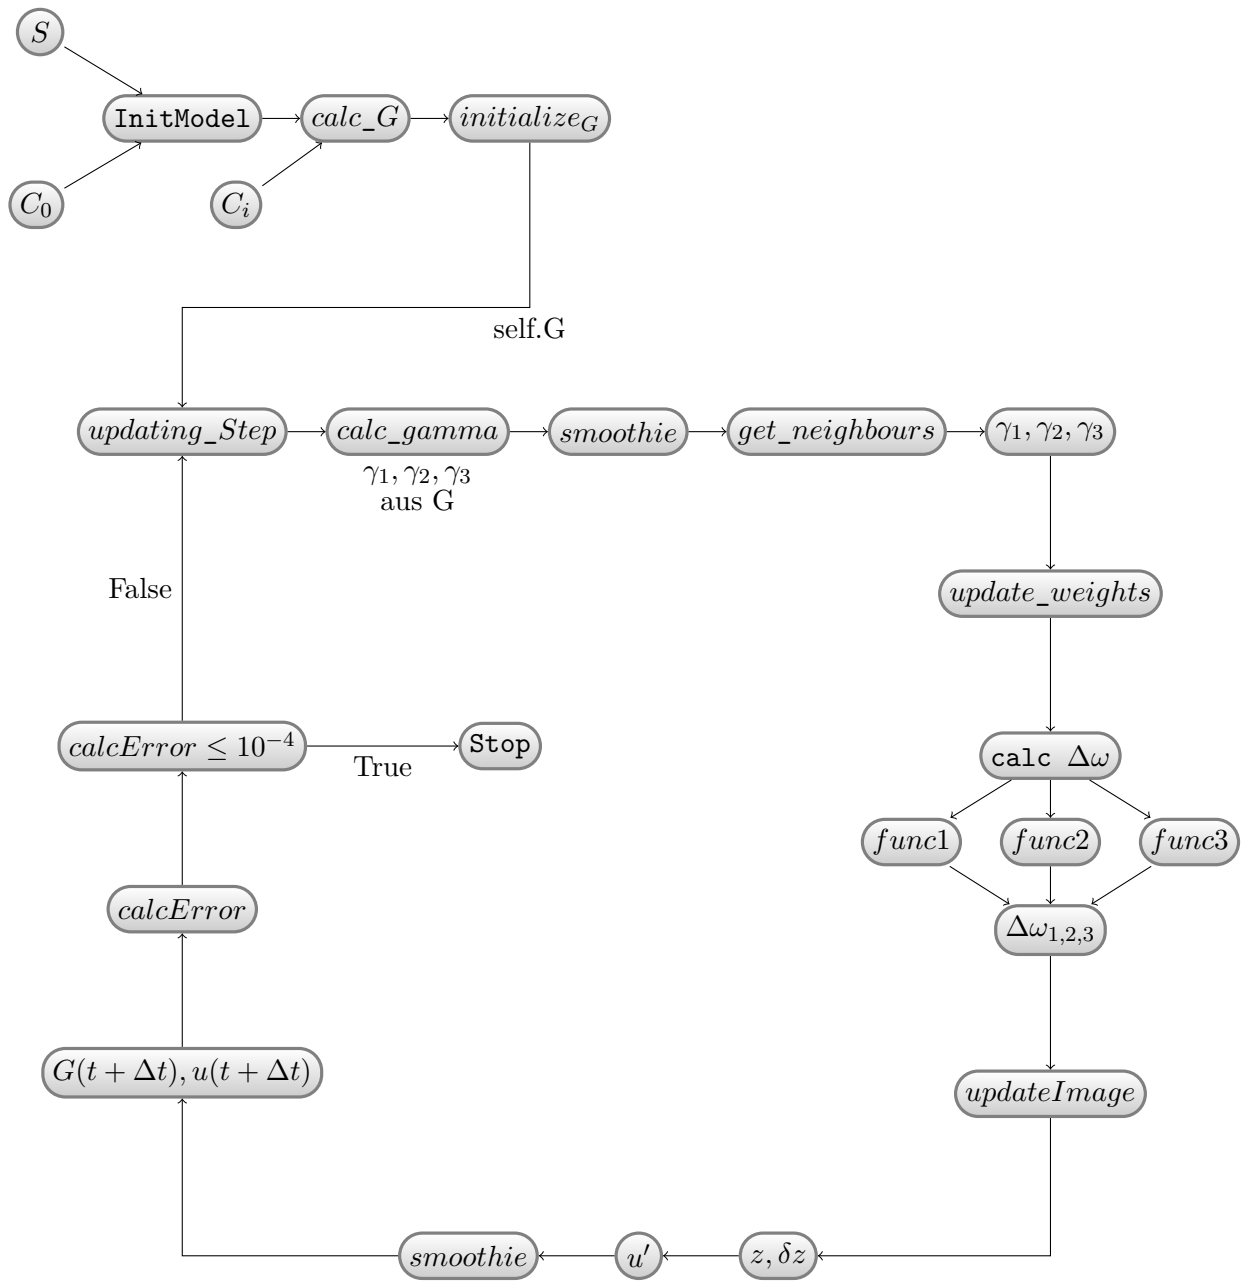 S
InitModel
calc_G
initialize_G
C_0
C_i
self.G
updating_Step
calc_gamma
smoothie
get_neighbours
γ₁, γ₂, γ₃
γ₁, γ₂, γ₃
aus G
False
update_weights
calcError ≤ 10⁻⁴
True
Stop
calc Δω
func1
func2
func3
calcError
Δω₁,₂,₃
G(t + Δt), u(t + Δt)
updateImage
smoothie
u′
z, δz